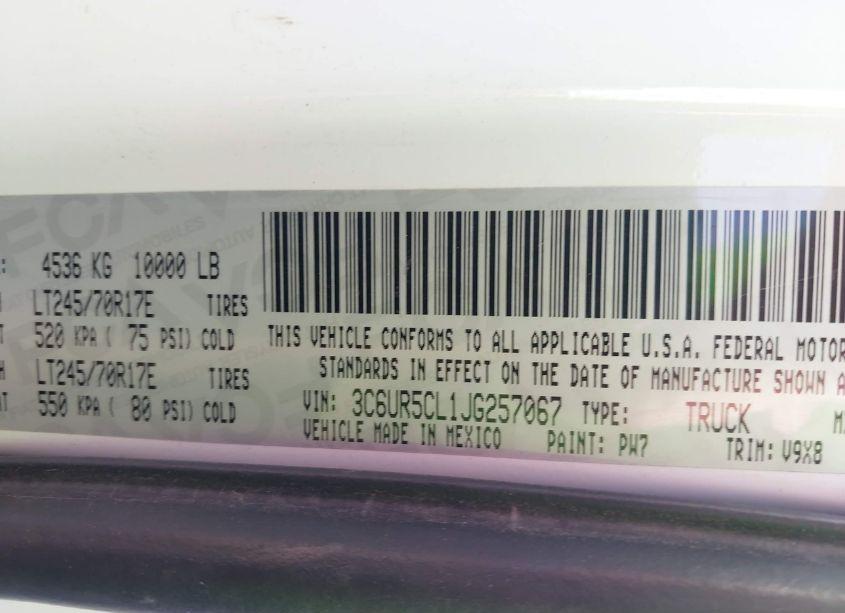 : 4536 KG 10000 LB
LT245/70R17E TIRES
520 KPA ( 75 PSI) COLD
LT245/70R17E TIRES
550 KPA ( 80 PSI) COLD
THIS VEHICLE CONFORMS TO ALL APPLICABLE U.S.A. FEDERAL MOTOR
STANDARDS IN EFFECT ON THE DATE OF MANUFACTURE SHOWN A
VIN: 3C6UR5CL1JG257067 TYPE: TRUCK
VEHICLE MADE IN MEXICO PAINT: PW7 TRIM: V9X8